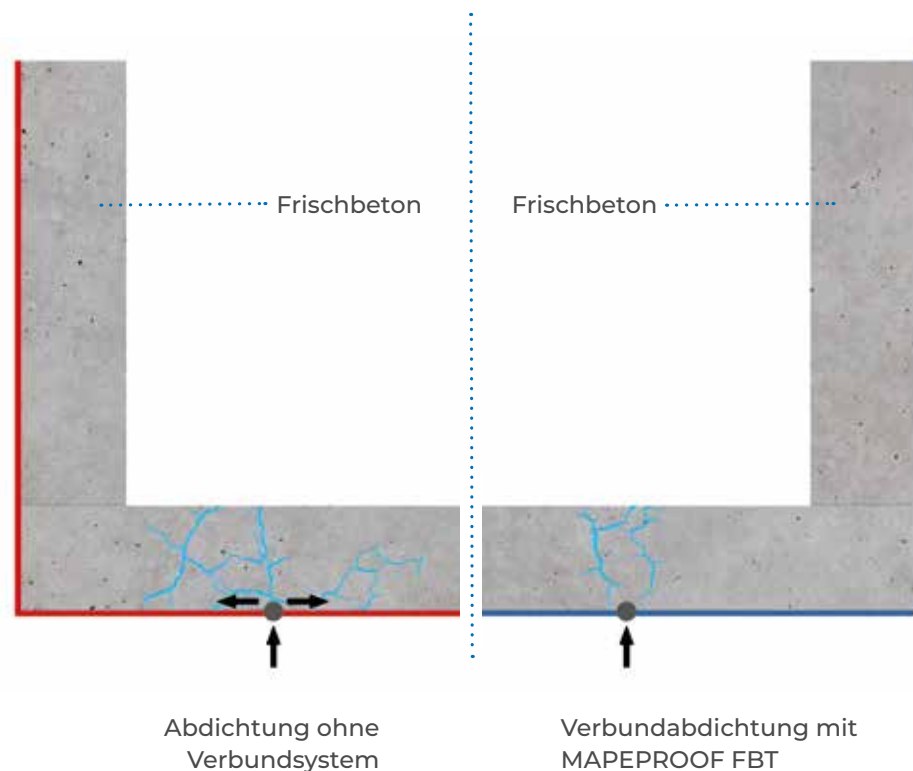 Frischbeton
Frischbeton
Abdichtung ohne
Verbundsystem
Verbundabdichtung mit
MAPEPROOF FBT